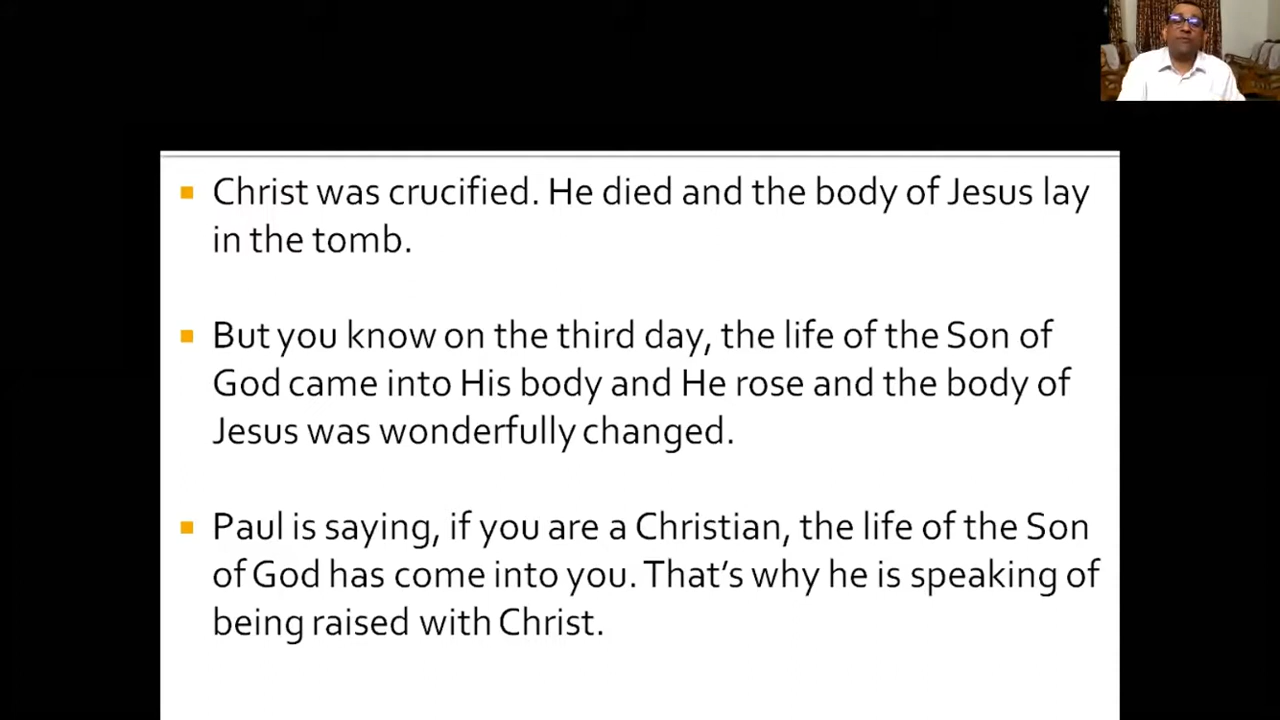 Christ was crucified. He died and the body of Jesus lay
in the tomb.
But you know on the third day, the life of the Son of
God came into His body and He rose and the body of
Jesus was wonderfully changed.
Paul is saying, if you are a Christian, the life of the Son
of God has come into you. That's why he is speaking of
being raised with Christ.